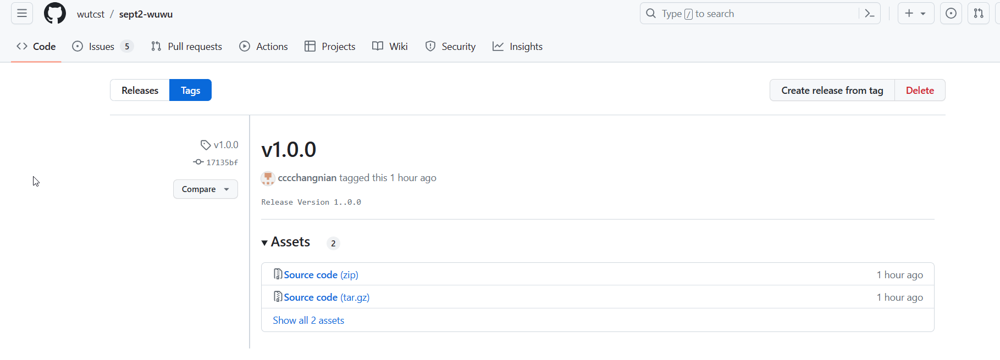 wutcst / sept2-wuwu
Type / to search
Code Issues 5 Pull requests Actions Projects Wiki Security Insights
Releases Tags
Create release from tag Delete
v1.0.0
17135bf
Compare
v1.0.0
cccchangnian tagged this 1 hour ago
Release Version 1..0.0
Assets 2
Source code (zip) 1 hour ago
Source code (tar.gz) 1 hour ago
Show all 2 assets